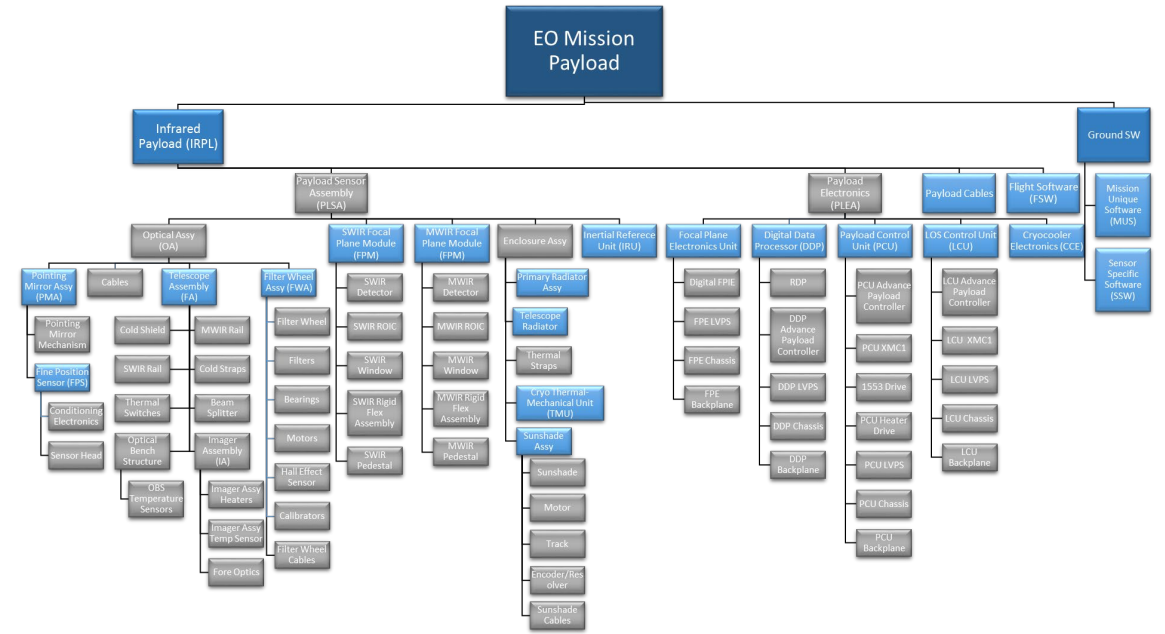 EO Mission
Payload
Infrared
Payload (IRPL)
Ground SW
Payload Sensor
Assembly
(PLSA)
Payload
Electronics
(PLEA)
Payload Cables
Flight Software
(FSW)
Mission
Unique
Software
(MUS)
Sensor
Specific
Software
(SSW)
Optical Assy
(OA)
SWIR Focal
Plane Module
(FPM)
MWIR Focal
Plane Module
(FPM)
Enclosure Assy
Inertial Referece
Unit (IRU)
Focal Plane
Electronics Unit
Digital Data
Processor (DDP)
Payload Control
Unit (PCU)
LOS Control Unit
(LCU)
Cryocooler
Electronics (CCE)
Pointing
Mirror Assy
(PMA)
Cables
Telescope
Assembly
(FA)
Filter Wheel
Assy (FWA)
Pointing
Mirror
Mechanism
Fine Position
Sensor (FPS)
Conditioning
Electronics
Sensor Head
Cold Shield
MWIR Rail
SWIR Rail
Cold Straps
Thermal
Switches
Beam
Splitter
Optical
Bench
Structure
Imager
Assembly
(IA)
OBS
Temperature
Sensors
Imager Assy
Heaters
Imager Assy
Temp Sensor
Fore Optics
Filter Wheel
Filters
Bearings
Motors
Hall Effect
Sensor
Calibrators
Filter Wheel
Cables
SWIR
Detector
SWIR ROIC
SWIR
Window
SWIR Rigid
Flex
Assembly
SWIR
Pedestal
MWIR
Detector
MWIR ROIC
MWIR
Window
MWIR Rigid
Flex
Assembly
MWIR
Pedestal
Primary Radiator
Assy
Telescope
Radiator
Thermal
Straps
Cryo Thermal-
Mechanical Unit
(TMU)
Sunshade
Assy
Sunshade
Motor
Track
Encoder/Res
olver
Sunshade
Cables
Digital FPIE
FPE LVPS
FPE Chassis
FPE
Backplane
RDP
DDP
Advance
Payload
Controller
DDP LVPS
DDP Chassis
DDP
Backplane
PCU Advance
Payload
Controller
PCU XMC1
1553 Drive
PCU Heater
Drive
PCU LVPS
PCU Chassis
PCU
Backplane
LCU Advance
Payload
Controller
LCU XMC1
LCU LVPS
LCU Chassis
LCU
Backplane